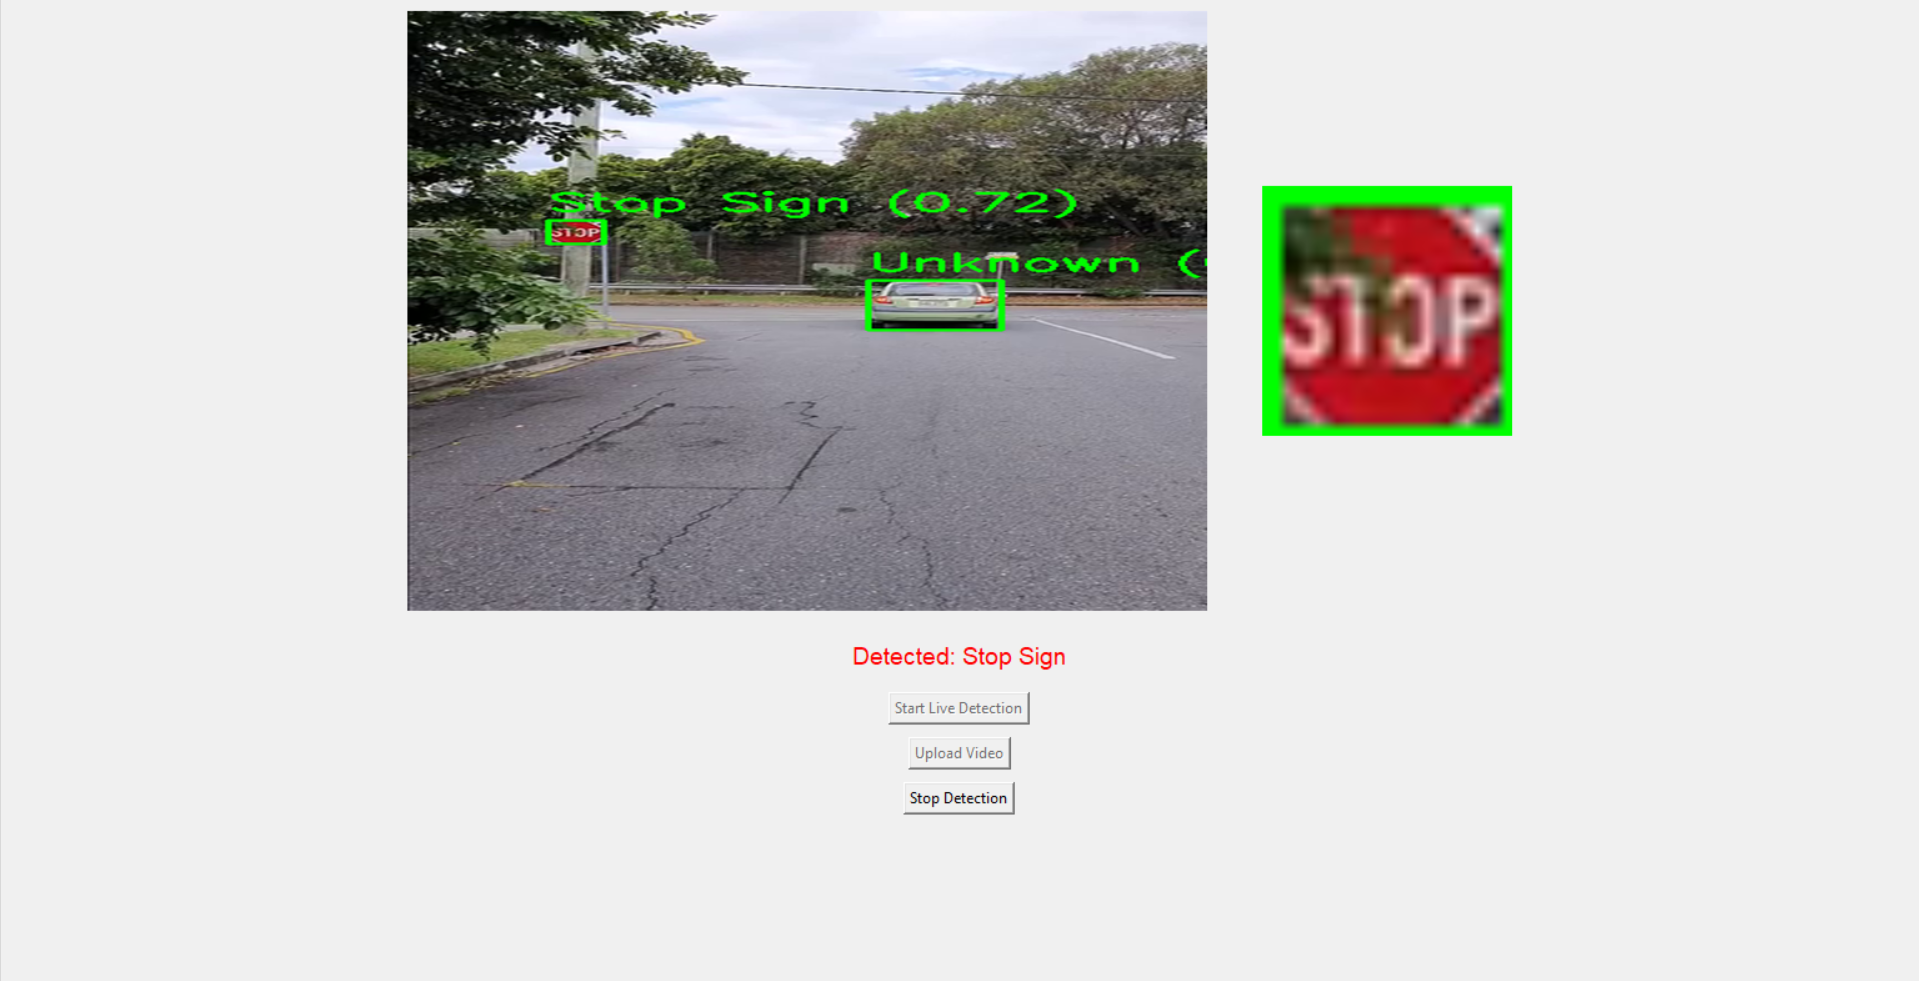 Stop Sign (0.72)
STOP
Unknown (
STOP
Detected: Stop Sign
Start Live Detection
Upload Video
Stop Detection